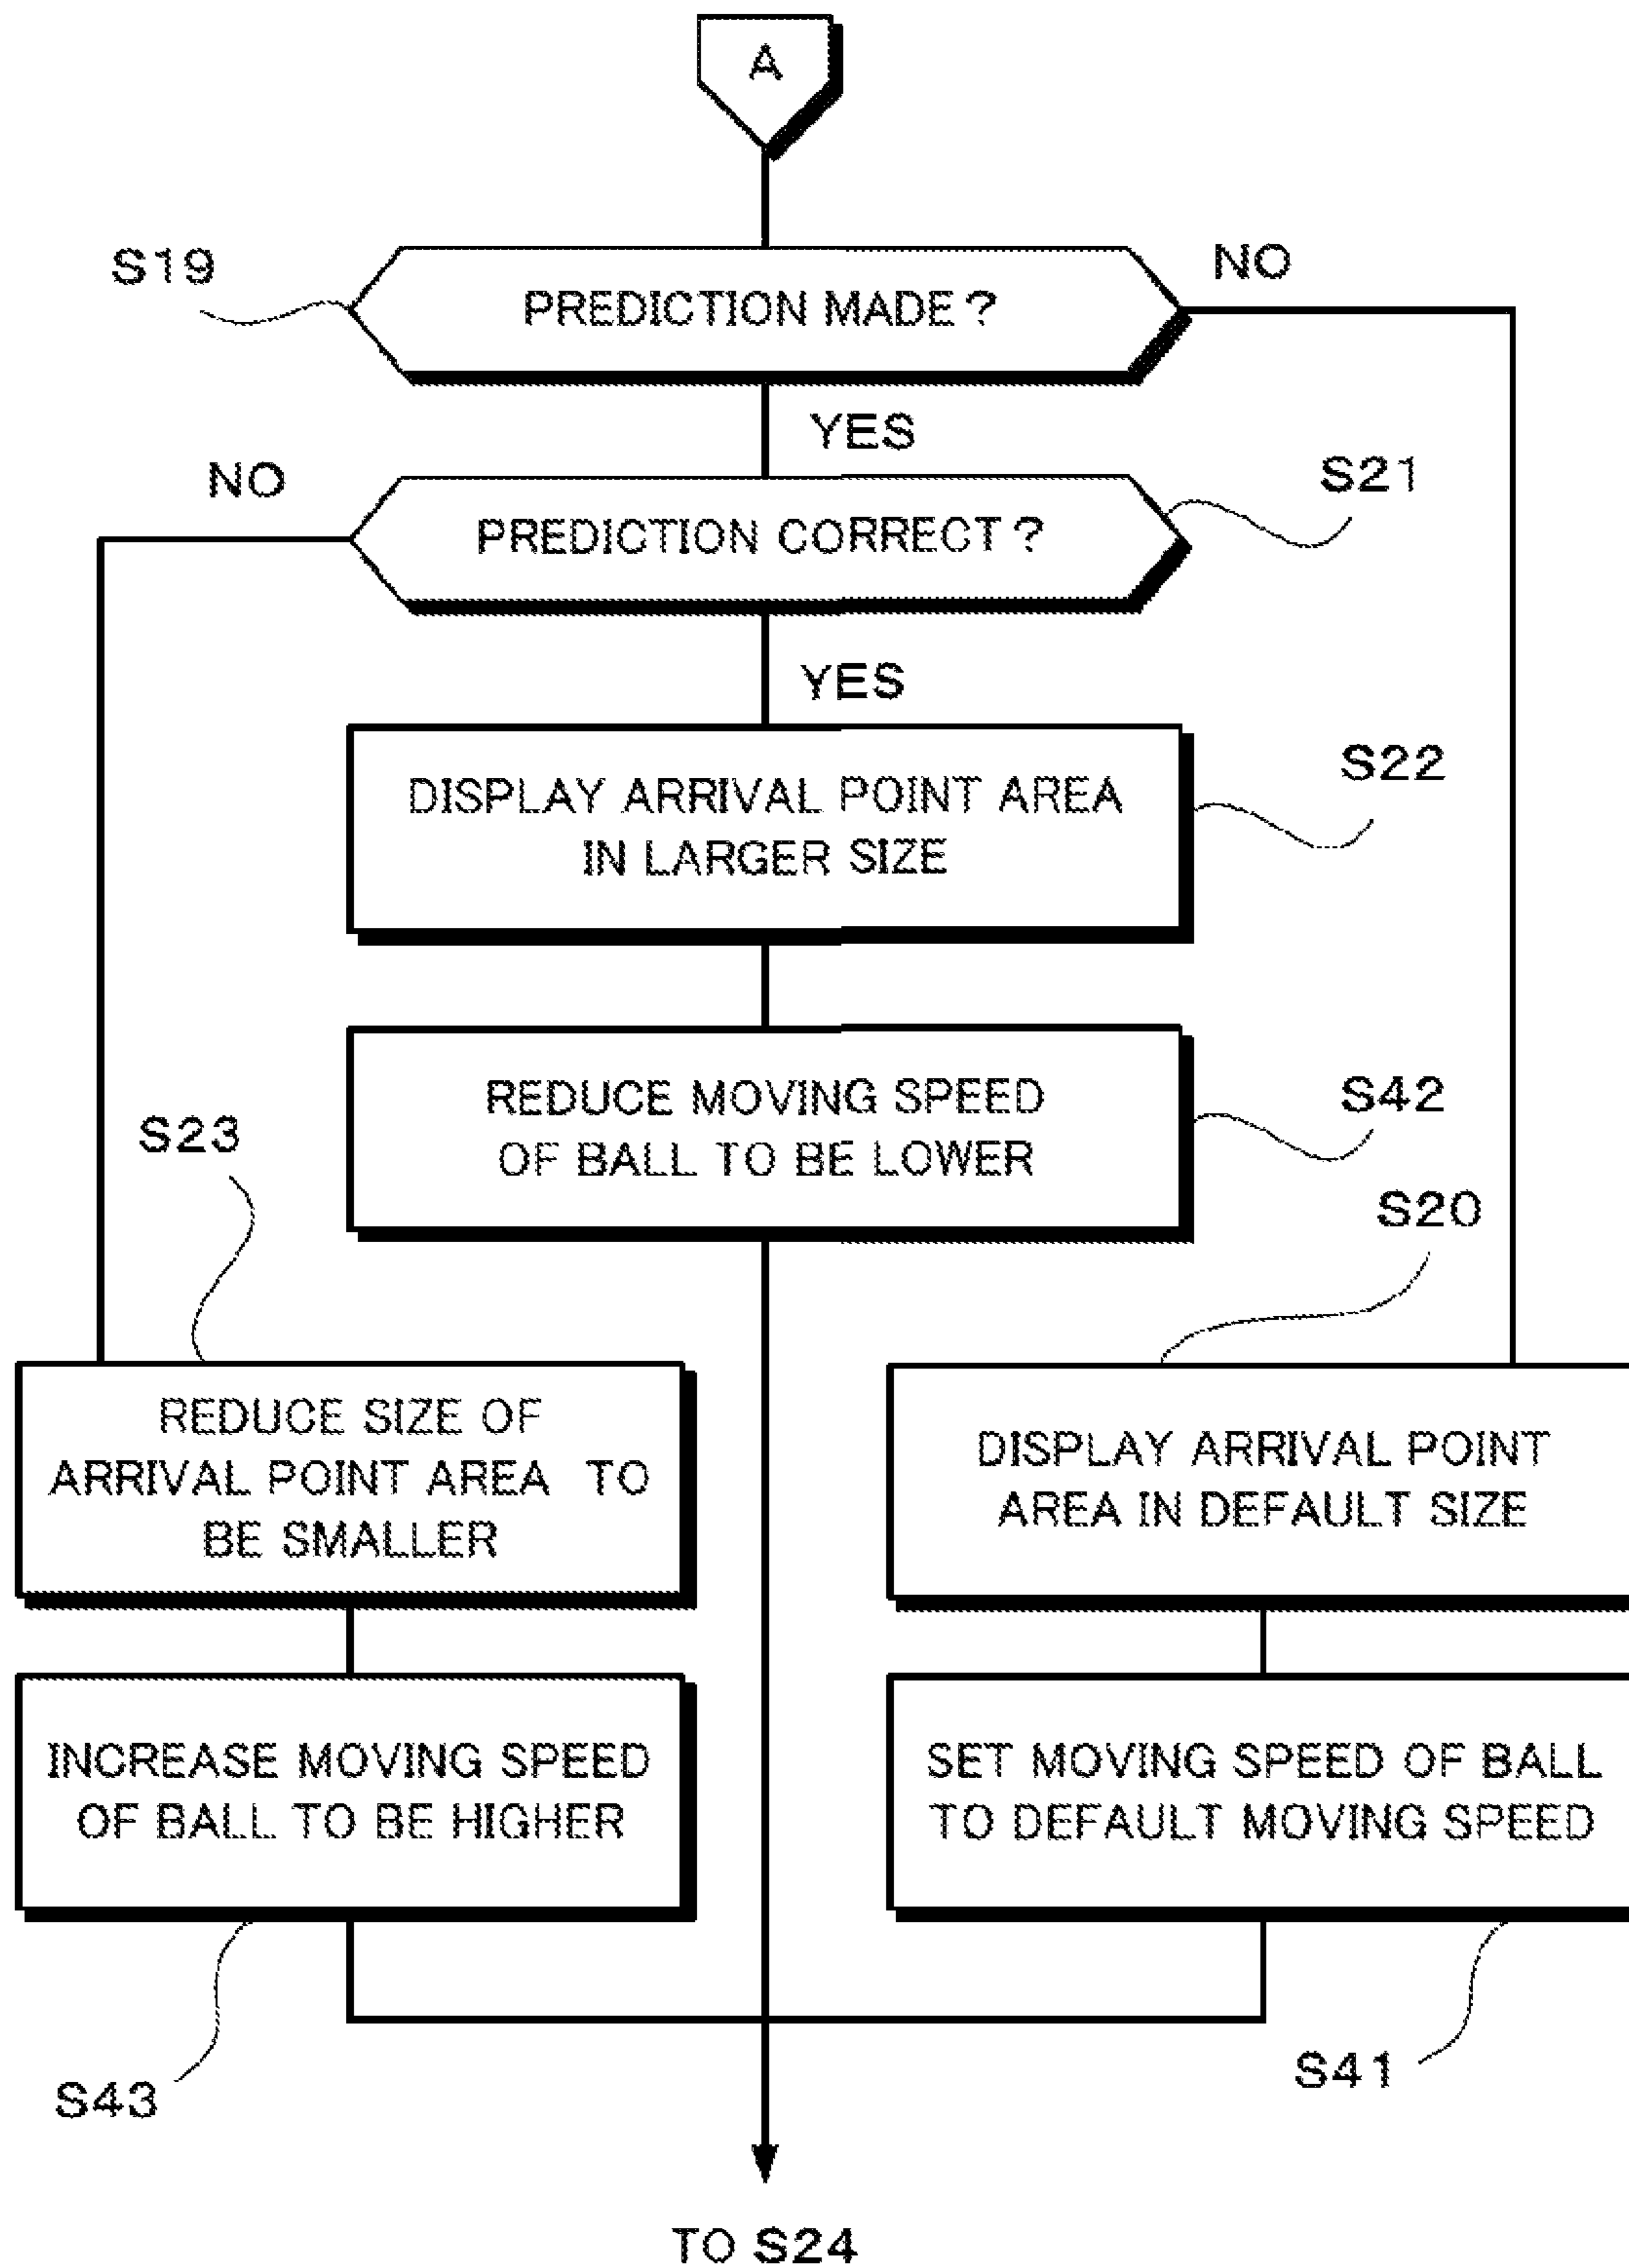 A
S19
PREDICTION MADE?
NO
YES
NO
S21
PREDICTION CORRECT?
YES
S22
DISPLAY ARRIVAL POINT AREA
IN LARGER SIZE
S42
REDUCE MOVING SPEED
OF BALL TO BE LOWER
S23
S20
REDUCE SIZE OF
ARRIVAL POINT AREA TO
BE SMALLER
DISPLAY ARRIVAL POINT
AREA IN DEFAULT SIZE
INCREASE MOVING SPEED
OF BALL TO BE HIGHER
SET MOVING SPEED OF BALL
TO DEFAULT MOVING SPEED
S43
S41
TO S24